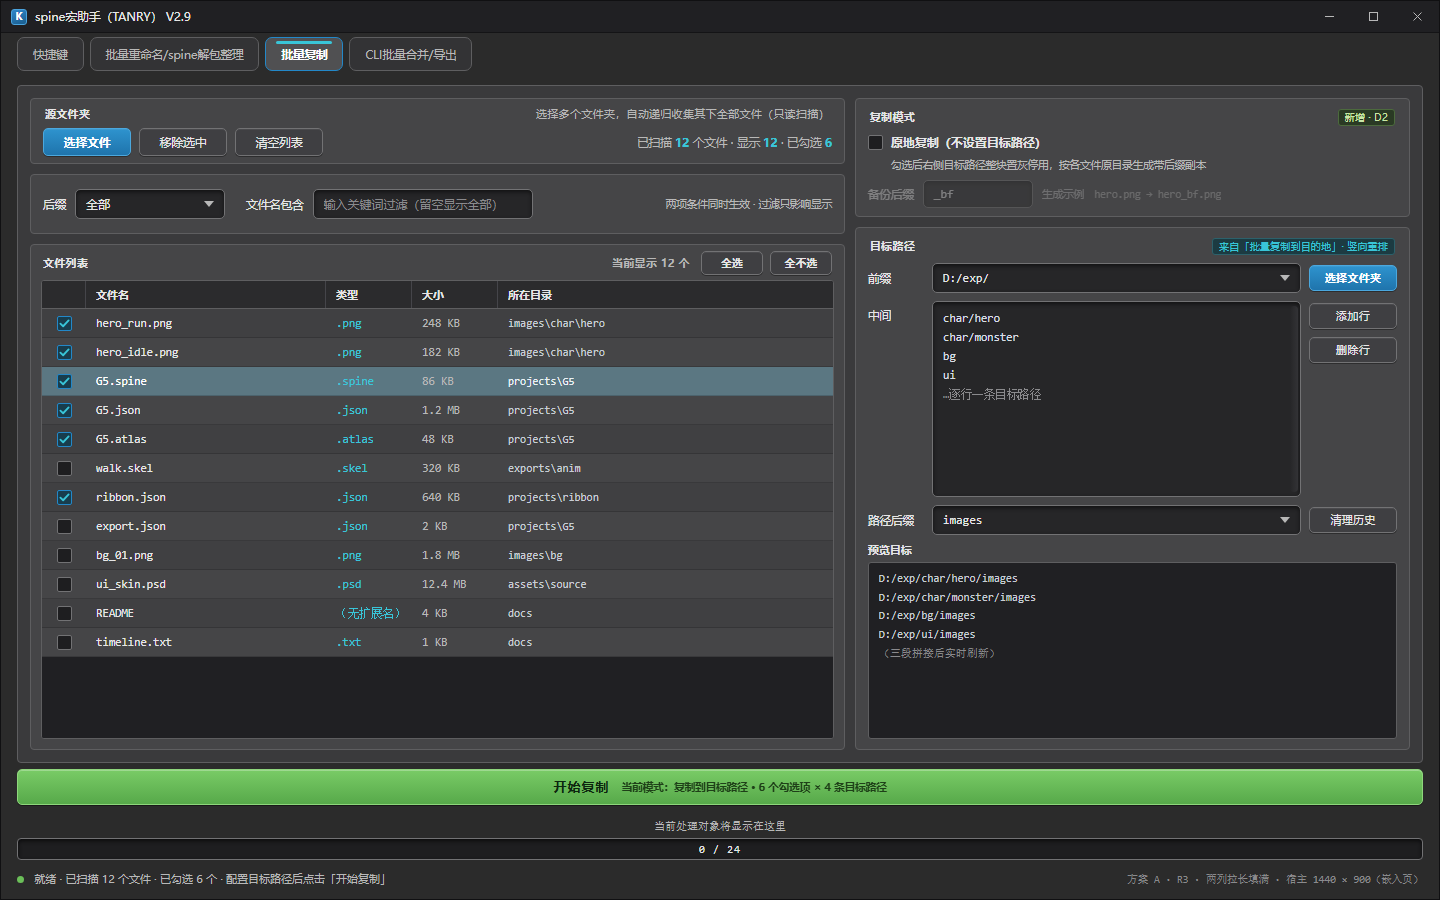 K spine宏助手（TANRY） V2.9
快捷键 批量重命名/spine解包整理 批量复制 CLI批量合并/导出
源文件夹 选择多个文件夹，自动递归收集其下全部文件（只读扫描）
选择文件 移除选中 清空列表 已扫描 12 个文件 · 显示 12 · 已勾选 6
后缀 全部 文件名包含 输入关键词过滤（留空显示全部） 两项条件同时生效 · 过滤只影响显示
文件列表 当前显示 12 个 全选 全不选
文件名 类型 大小 所在目录
hero_run.png .png 248 KB images\char\hero
hero_idle.png .png 182 KB images\char\hero
G5.spine .spine 86 KB projects\G5
G5.json .json 1.2 MB projects\G5
G5.atlas .atlas 48 KB projects\G5
walk.skel .skel 320 KB exports\anim
ribbon.json .json 640 KB projects\ribbon
export.json .json 2 KB projects\G5
bg_01.png .png 1.8 MB images\bg
ui_skin.psd .psd 12.4 MB assets\source
README （无扩展名） 4 KB docs
timeline.txt .txt 1 KB docs
复制模式 新增 · D2
原地复制（不设置目标路径）
勾选后右侧目标路径整块置灰停用，按各文件原目录生成带后缀副本
备份后缀 _bf 生成示例 hero.png → hero_bf.png
目标路径 来自「批量复制到目的地」· 竖向重排
前缀 D:/exp/ 选择文件夹
中间 char/hero 添加行
char/monster
bg 删除行
ui
…逐行一条目标路径
路径后缀 images 清理历史
预览目标
D:/exp/char/hero/images
D:/exp/char/monster/images
D:/exp/bg/images
D:/exp/ui/images
（三段拼接后实时刷新）
开始复制 当前模式：复制到目标路径 • 6 个勾选项 × 4 条目标路径
当前处理对象将显示在这里
0 / 24
就绪 · 已扫描 12 个文件 · 已勾选 6 个 · 配置目标路径后点击「开始复制」 方案 A · R3 · 两列拉长填满 · 宿主 1440 × 900（嵌入页）